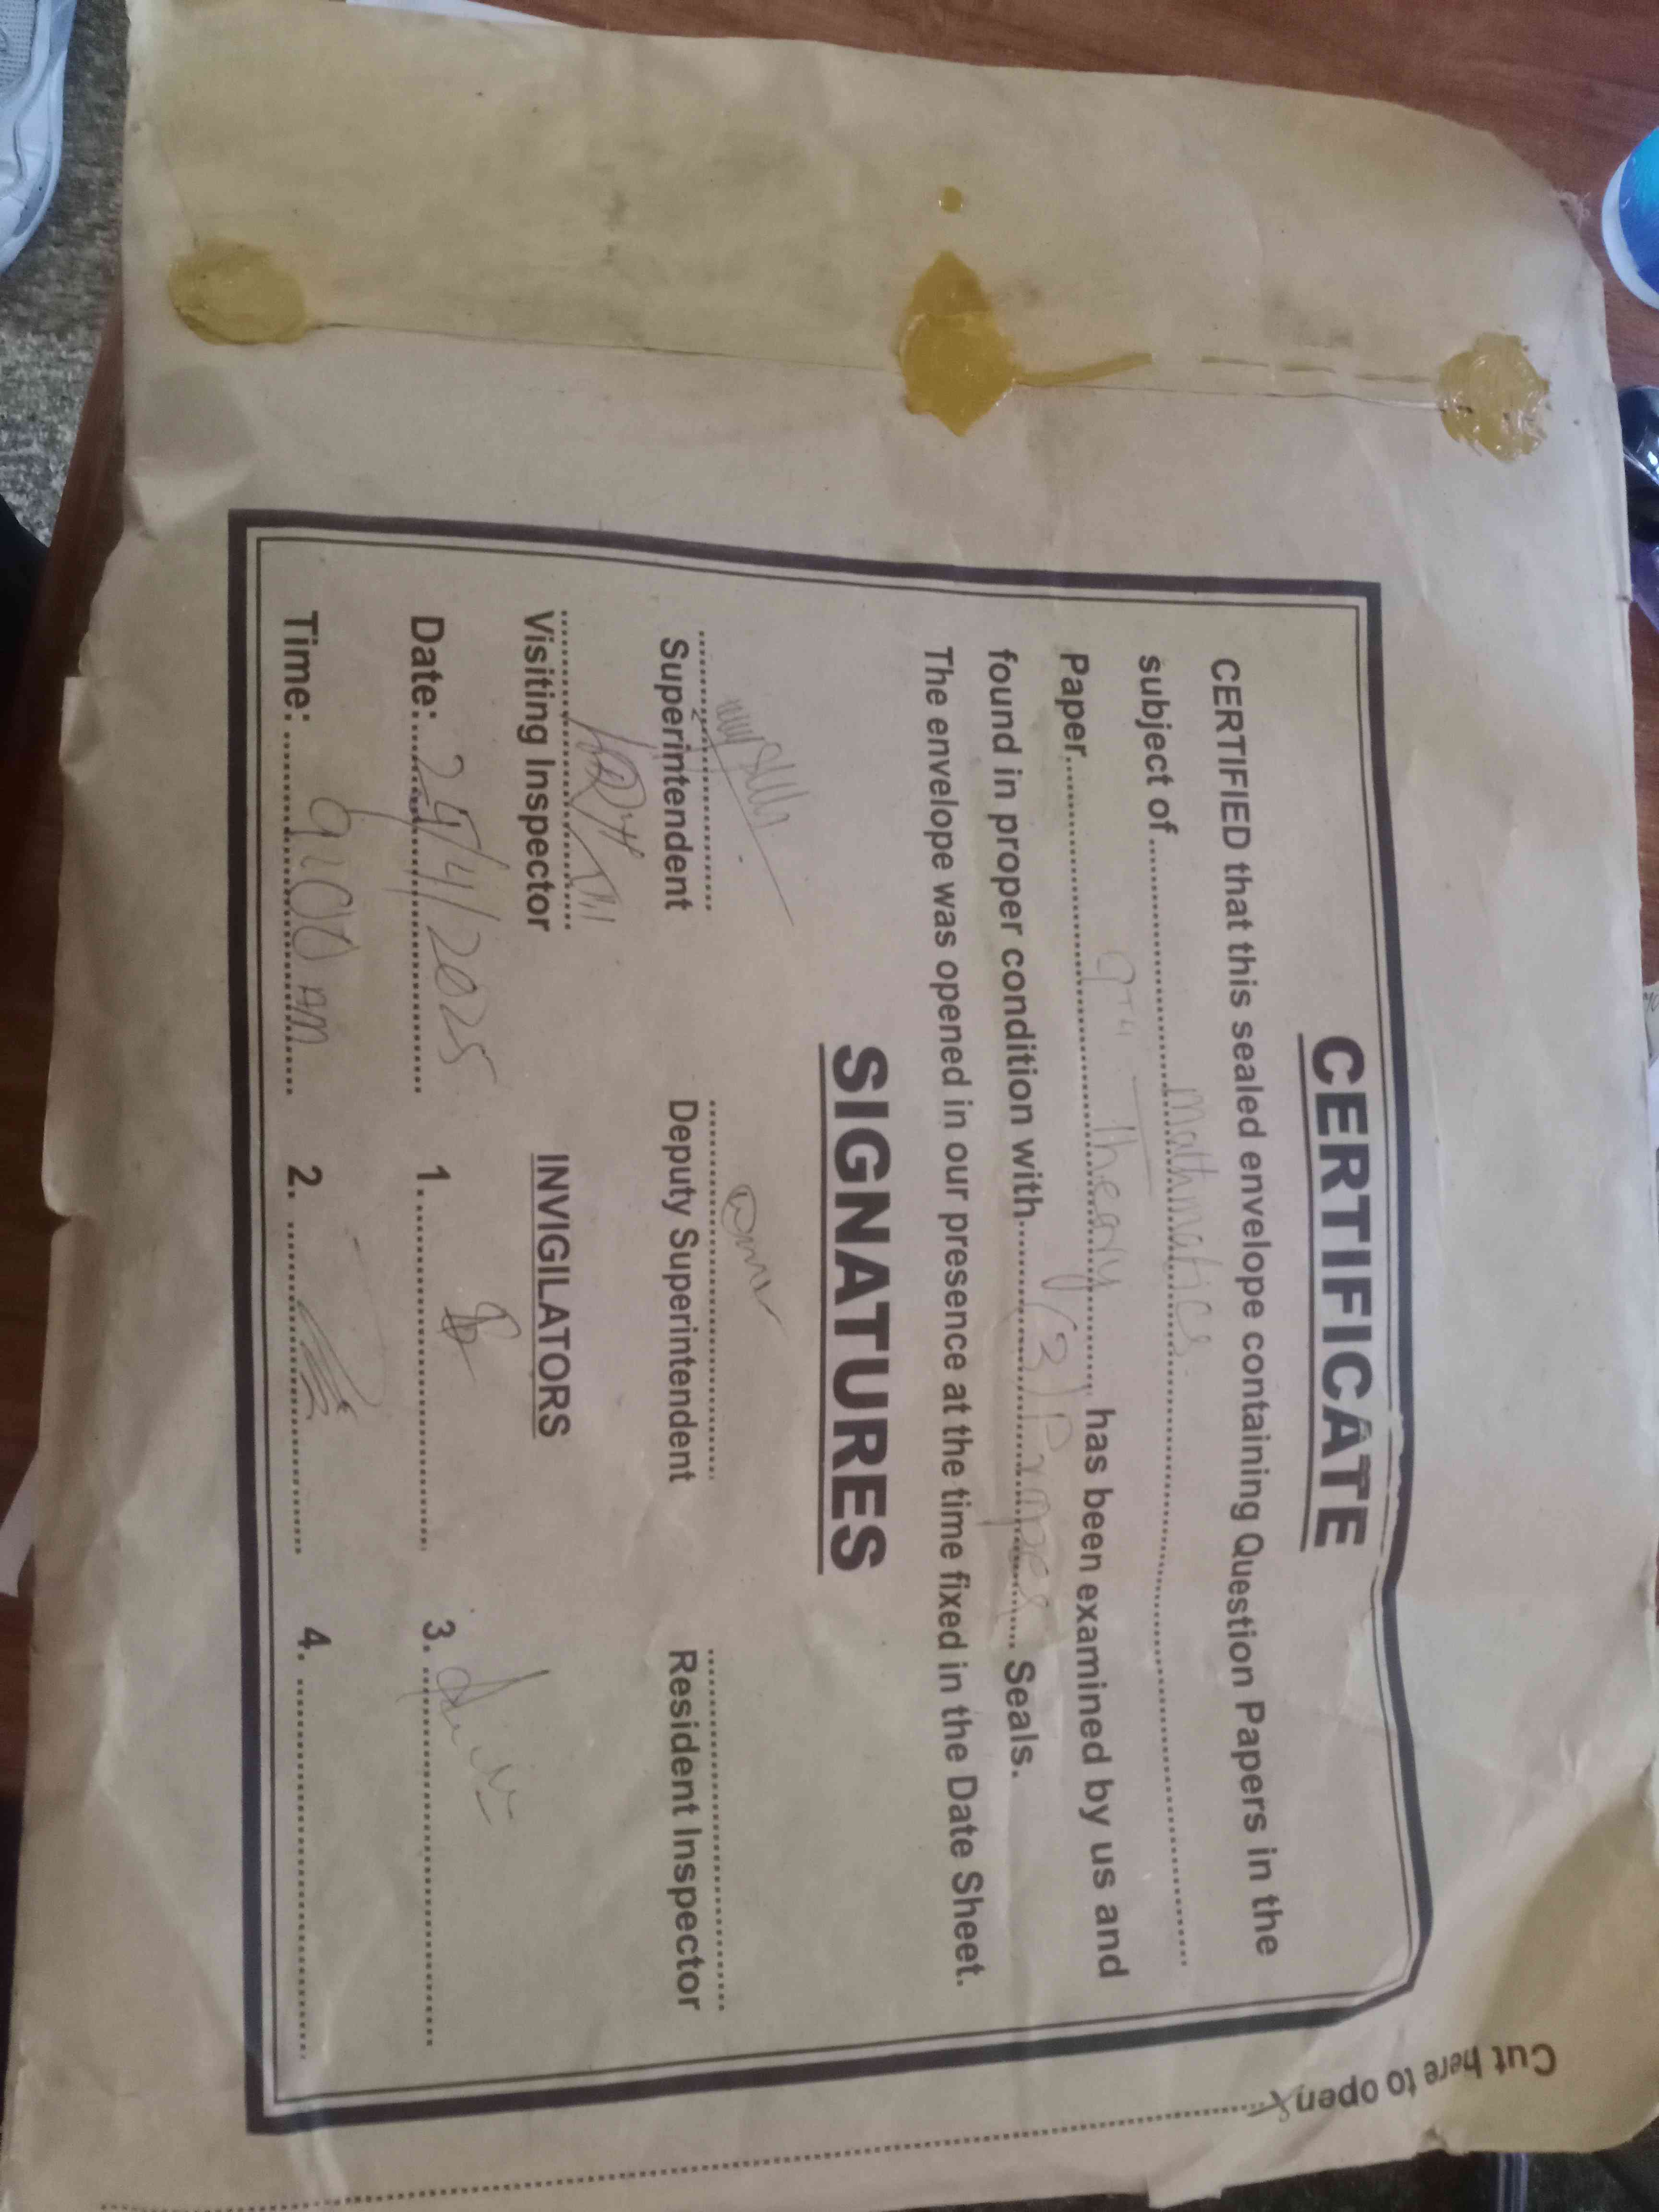 CERTIFICATE
CERTIFIED that this sealed envelope containing Question Papers in the
subject of.......... mathmatics
Paper.......... 9TH Theory .......... has been examined by us and
found in proper condition with.......... (3) Proper .......... Seals.
The envelope was opened in our presence at the time fixed in the Date Sheet.
SIGNATURES
Superintendent Deputy Superintendent Resident Inspector
Visiting Inspector INVIGILATORS
Date: 24/4/2025 1. 3.
Time: 9:00 AM 2. 4.
Cut here to open